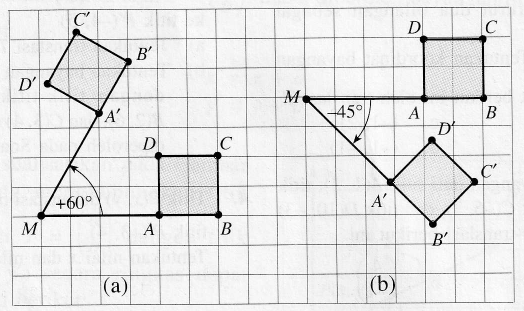 C'
B'
D'
A'
D C
+60°
M A B
(a)
D C
M
A B
–45°
D'
A' C'
B'
(b)